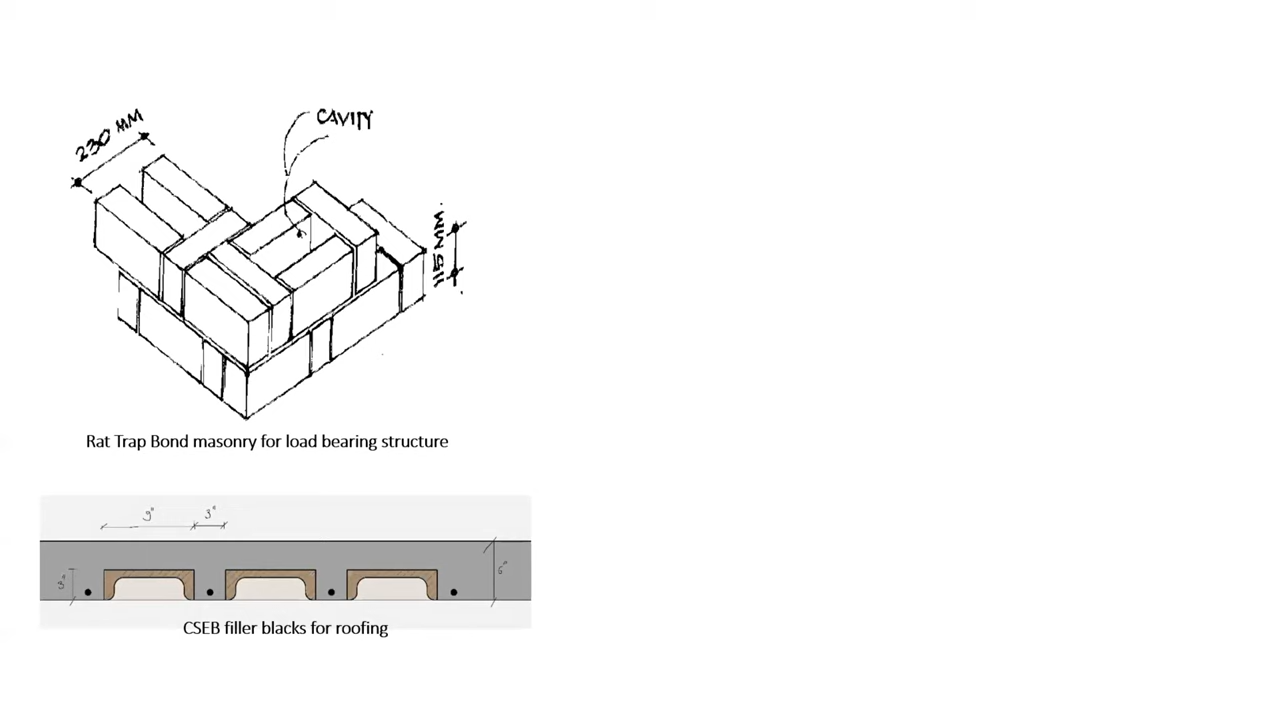 230 MM
CAVITY
115 MM.
Rat Trap Bond masonry for load bearing structure
9"
3"
3"
6"
CSEB filler blacks for roofing